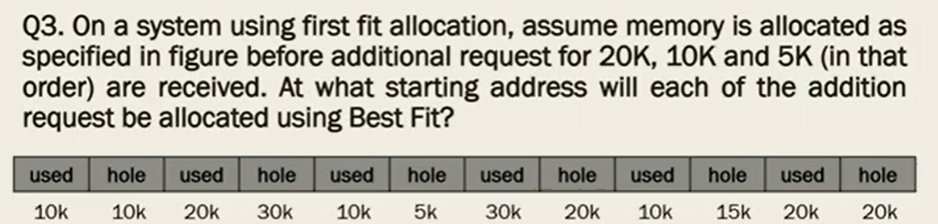 Q3. On a system using first fit allocation, assume memory is allocated as
specified in figure before additional request for 20K, 10K and 5K (in that
order) are received. At what starting address will each of the addition
request be allocated using Best Fit?
used hole used hole used hole used hole used hole used hole
10k 10k 20k 30k 10k 5k 30k 20k 10k 15k 20k 20k